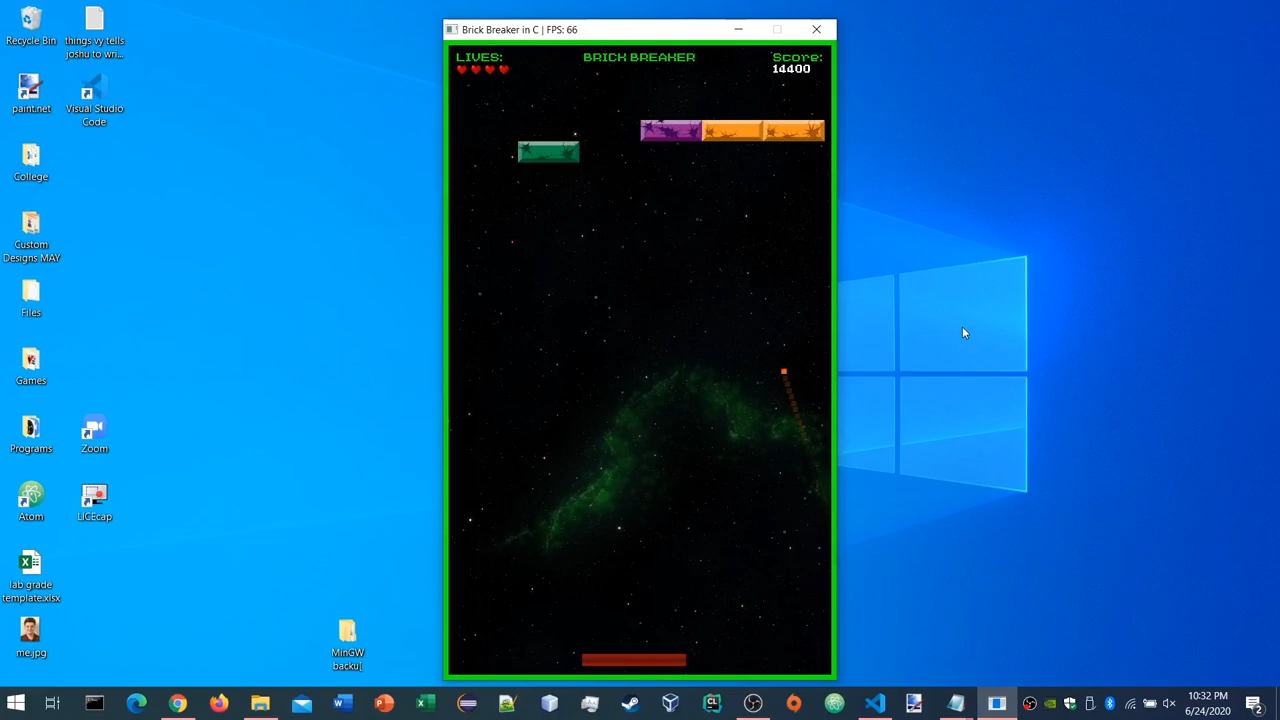 Brick Breaker in C | FPS: 66
LIVES:
BRICK BREAKER
Score:
14400
Recycle Bin
things vy tells
joshu to wri...
paint.net
Visual Studio
Code
College
Custom
Designs MAY
Files
Games
Programs
Zoom
Atom
LICEcap
lab grade
template.xlsx
me.jpg
MinGW
backu[
CL
10:32 PM
6/24/2020
2